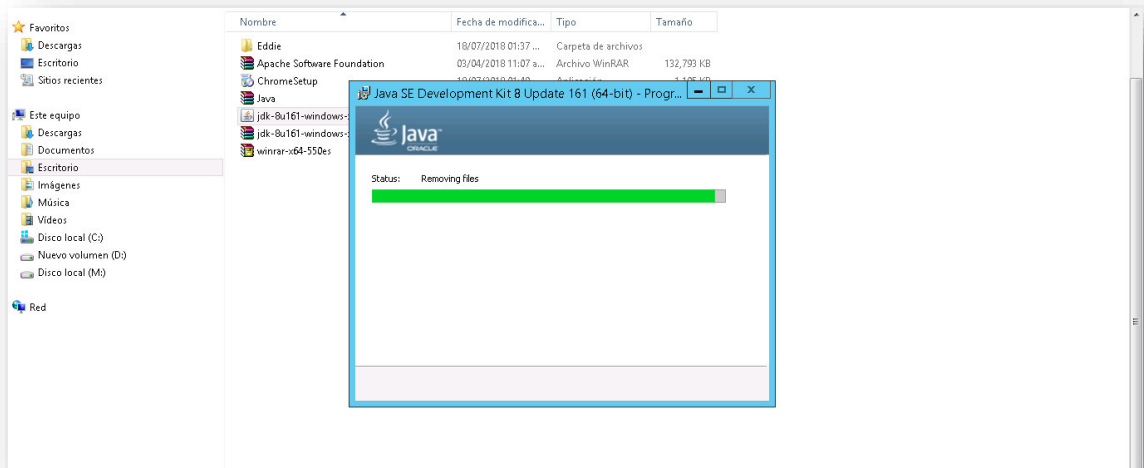 Favoritos
Descargas
Escritorio
Sitios recientes
Este equipo
Descargas
Documentos
Escritorio
Imágenes
Música
Vídeos
Disco local (C:)
Nuevo volumen (D:)
Disco local (M:)
Red
Nombre Fecha de modifica... Tipo Tamaño
Eddie 18/07/2018 01:37 ... Carpeta de archivos
Apache Software Foundation 03/04/2018 11:07 a... Archivo WinRAR 132,793 KB
ChromeSetup
Java
jdk-8u161-windows-
jdk-8u161-windows-
winrar-x64-550es
Java SE Development Kit 8 Update 161 (64-bit) - Progr...
Java
ORACLE
Status: Removing files